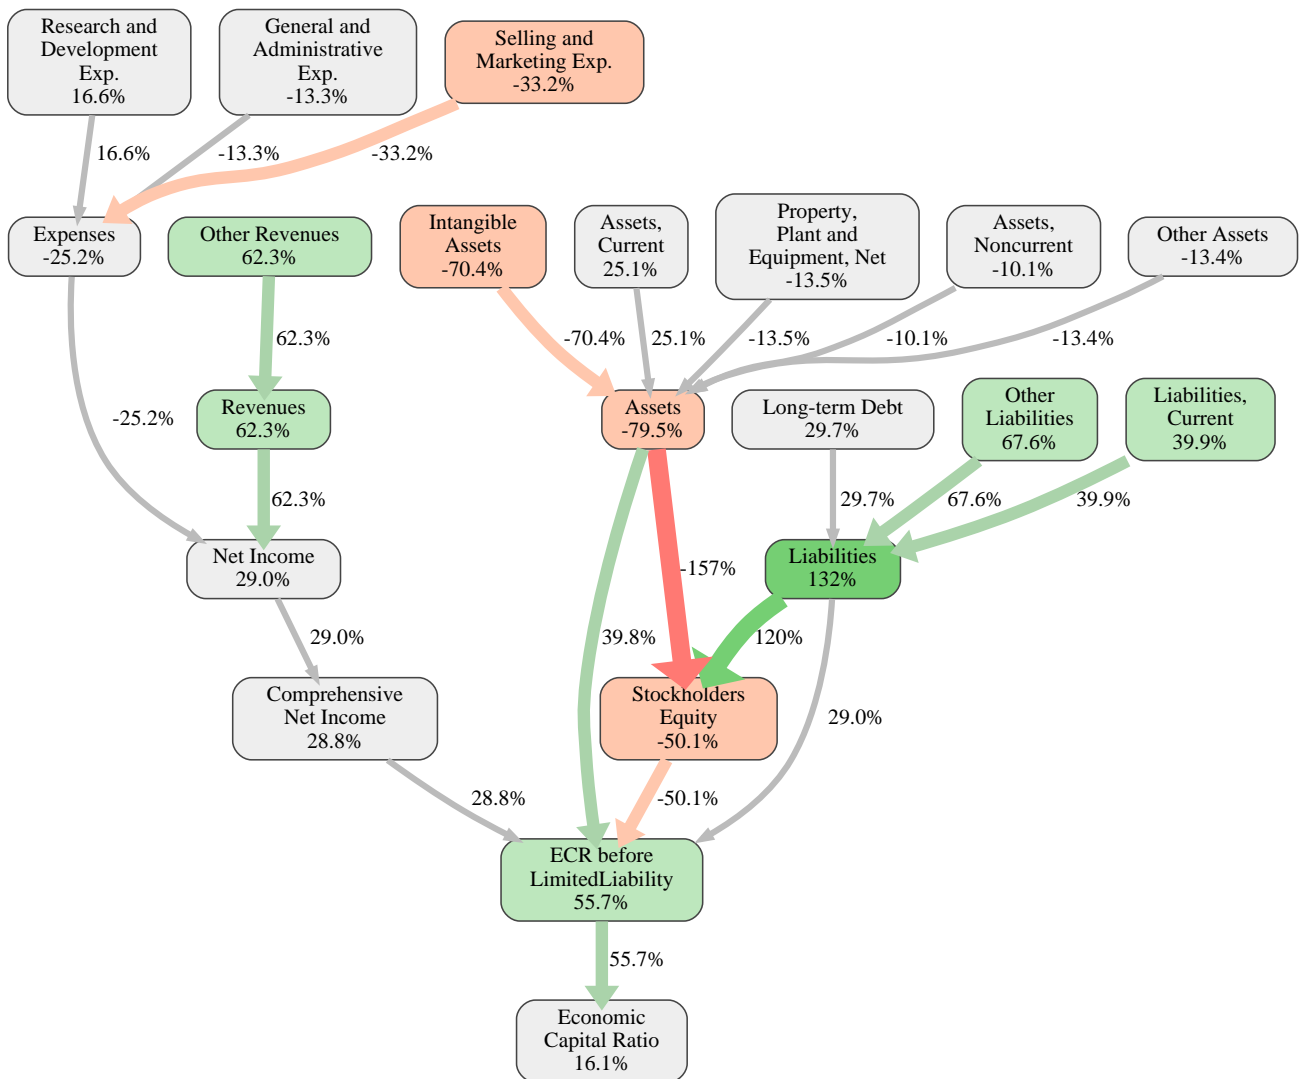 Research and
Development
Exp.
16.6%
General and
Administrative
Exp.
-13.3%
Selling and
Marketing Exp.
-33.2%
16.6%
-13.3%
-33.2%
Expenses
-25.2%
Other Revenues
62.3%
Intangible
Assets
-70.4%
Assets,
Current
25.1%
Property,
Plant and
Equipment, Net
-13.5%
Assets,
Noncurrent
-10.1%
Other Assets
-13.4%
62.3%
-70.4%
25.1%
-13.5%
-10.1%
-13.4%
-25.2%
Revenues
62.3%
Assets
-79.5%
Long-term Debt
29.7%
Other
Liabilities
67.6%
Liabilities,
Current
39.9%
62.3%
29.7%
67.6%
39.9%
Net Income
29.0%
-157%
Liabilities
132%
29.0%
39.8%
120%
Comprehensive
Net Income
28.8%
Stockholders
Equity
-50.1%
29.0%
28.8%
-50.1%
ECR before
LimitedLiability
55.7%
55.7%
Economic
Capital Ratio
16.1%